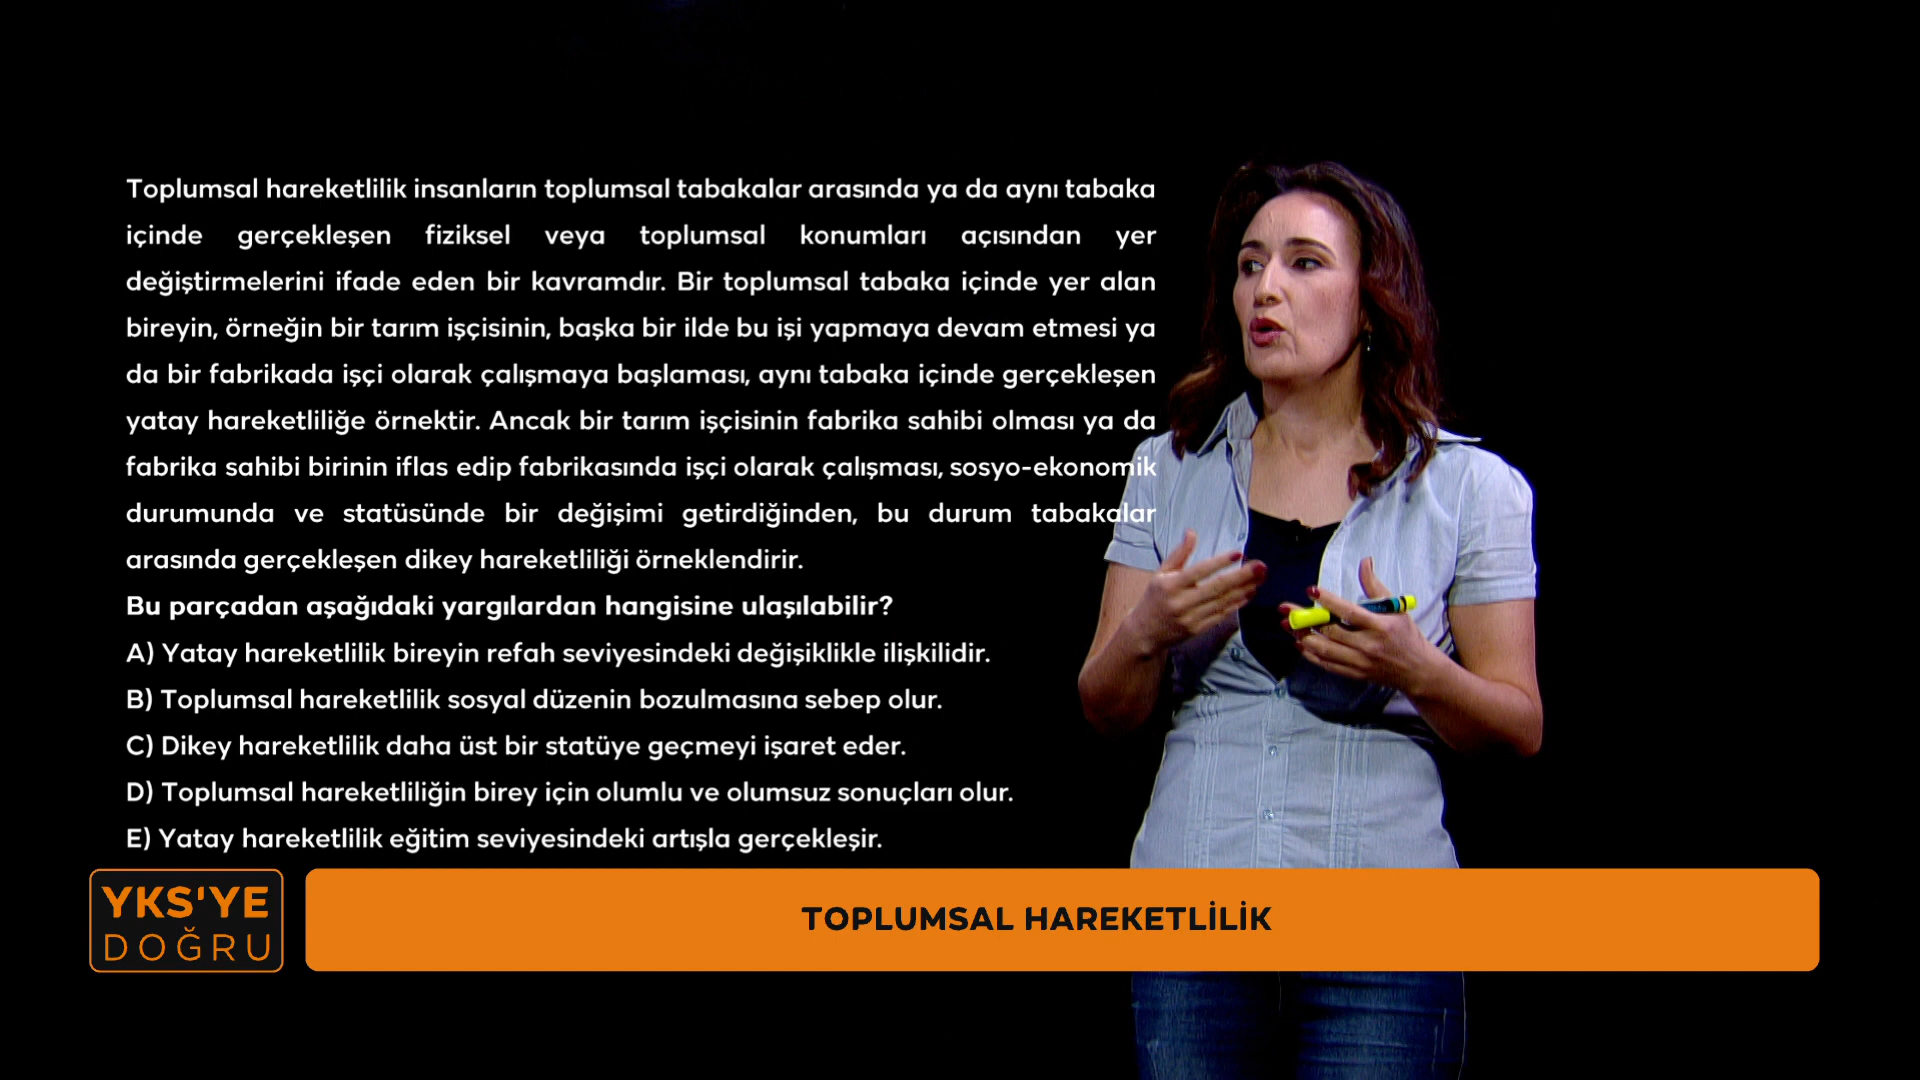 Toplumsal hareketlilik insanların toplumsal tabakalar arasında ya da aynı tabaka
içinde gerçekleşen fiziksel veya toplumsal konumları açısından yer
değiştirmelerini ifade eden bir kavramdır. Bir toplumsal tabaka içinde yer alan
bireyin, örneğin bir tarım işçisinin, başka bir ilde bu işi yapmaya devam etmesi ya
da bir fabrikada işçi olarak çalışmaya başlaması, aynı tabaka içinde gerçekleşen
yatay hareketliliğe örnektir. Ancak bir tarım işçisinin fabrika sahibi olması ya da
fabrika sahibi birinin iflas edip fabrikasında işçi olarak çalışması, sosyo-ekonomik
durumunda ve statüsünde bir değişimi getirdiğinden, bu durum tabakalar
arasında gerçekleşen dikey hareketliliği örneklendirir.
Bu parçadan aşağıdaki yargılardan hangisine ulaşılabilir?
A) Yatay hareketlilik bireyin refah seviyesindeki değişiklikle ilişkilidir.
B) Toplumsal hareketlilik sosyal düzenin bozulmasına sebep olur.
C) Dikey hareketlilik daha üst bir statüye geçmeyi işaret eder.
D) Toplumsal hareketliliğin birey için olumlu ve olumsuz sonuçları olur.
E) Yatay hareketlilik eğitim seviyesindeki artışla gerçekleşir.
YKS'YE
DOĞRU
TOPLUMSAL HAREKETLİLİK